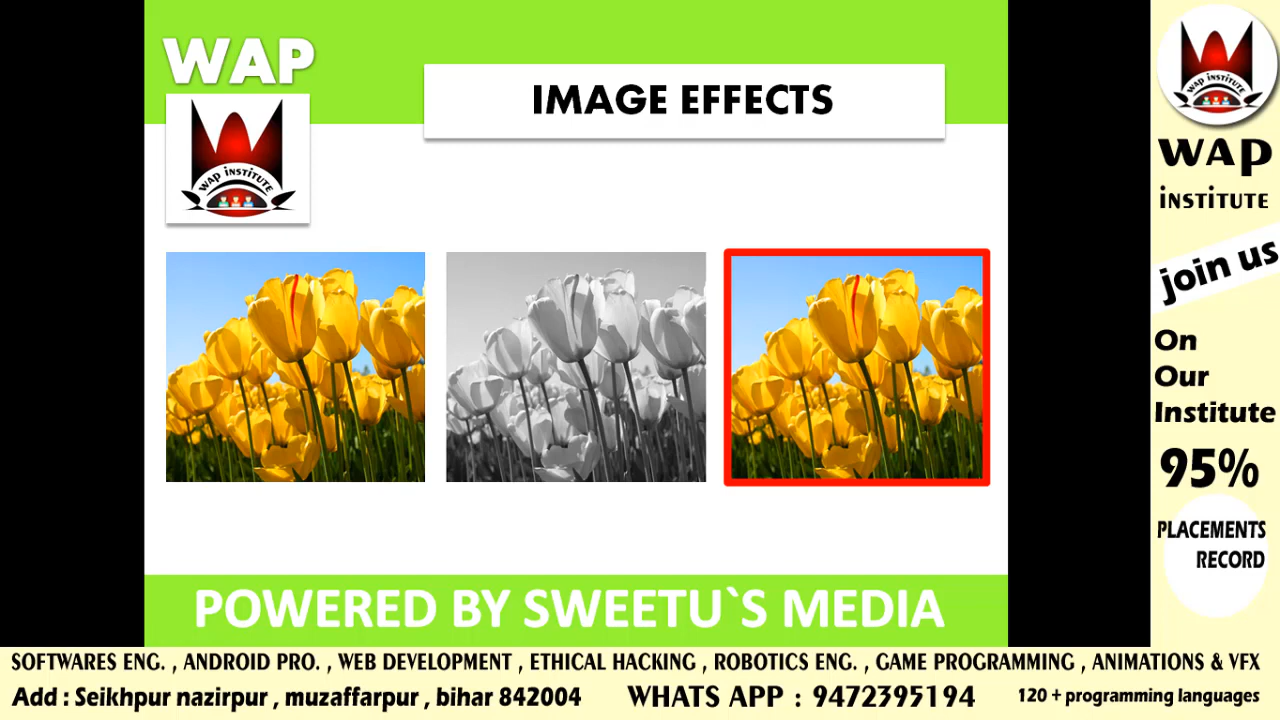 WAP
IMAGE EFFECTS
WAP INSTITUTE
POWERED BY SWEETU`S MEDIA
WAP INSTITUTE
WAP
INSTITUTE
join us
On
Our
Institute
95%
PLACEMENTS
RECORD
SOFTWARES ENG. , ANDROID PRO. , WEB DEVELOPMENT , ETHICAL HACKING , ROBOTICS ENG. , GAME PROGRAMMING , ANIMATIONS & VFX
Add : Seikhpur nazirpur , muzaffarpur , bihar 842004 WHATS APP : 9472395194 120 + programming languages